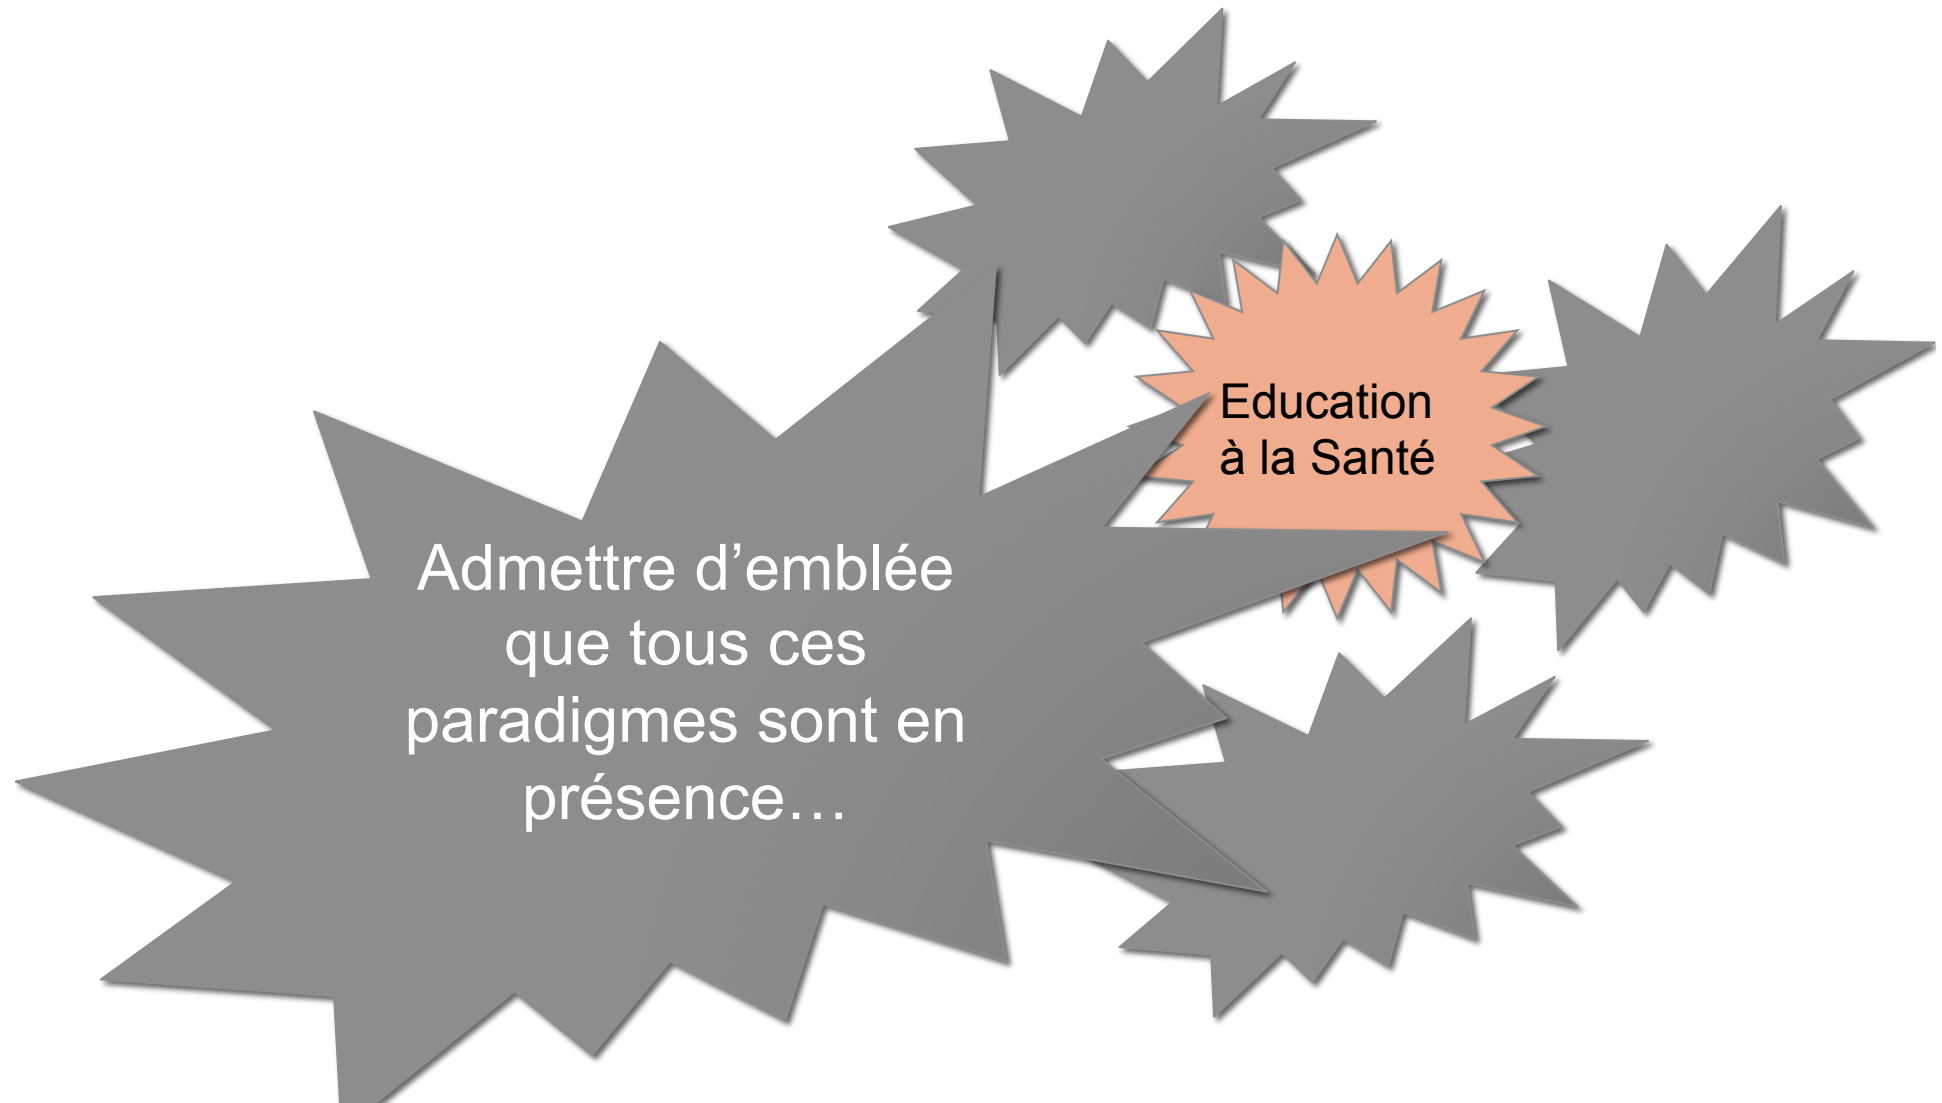 Education
à la Santé
Admettre d’emblée
que tous ces
paradigmes sont en
présence…